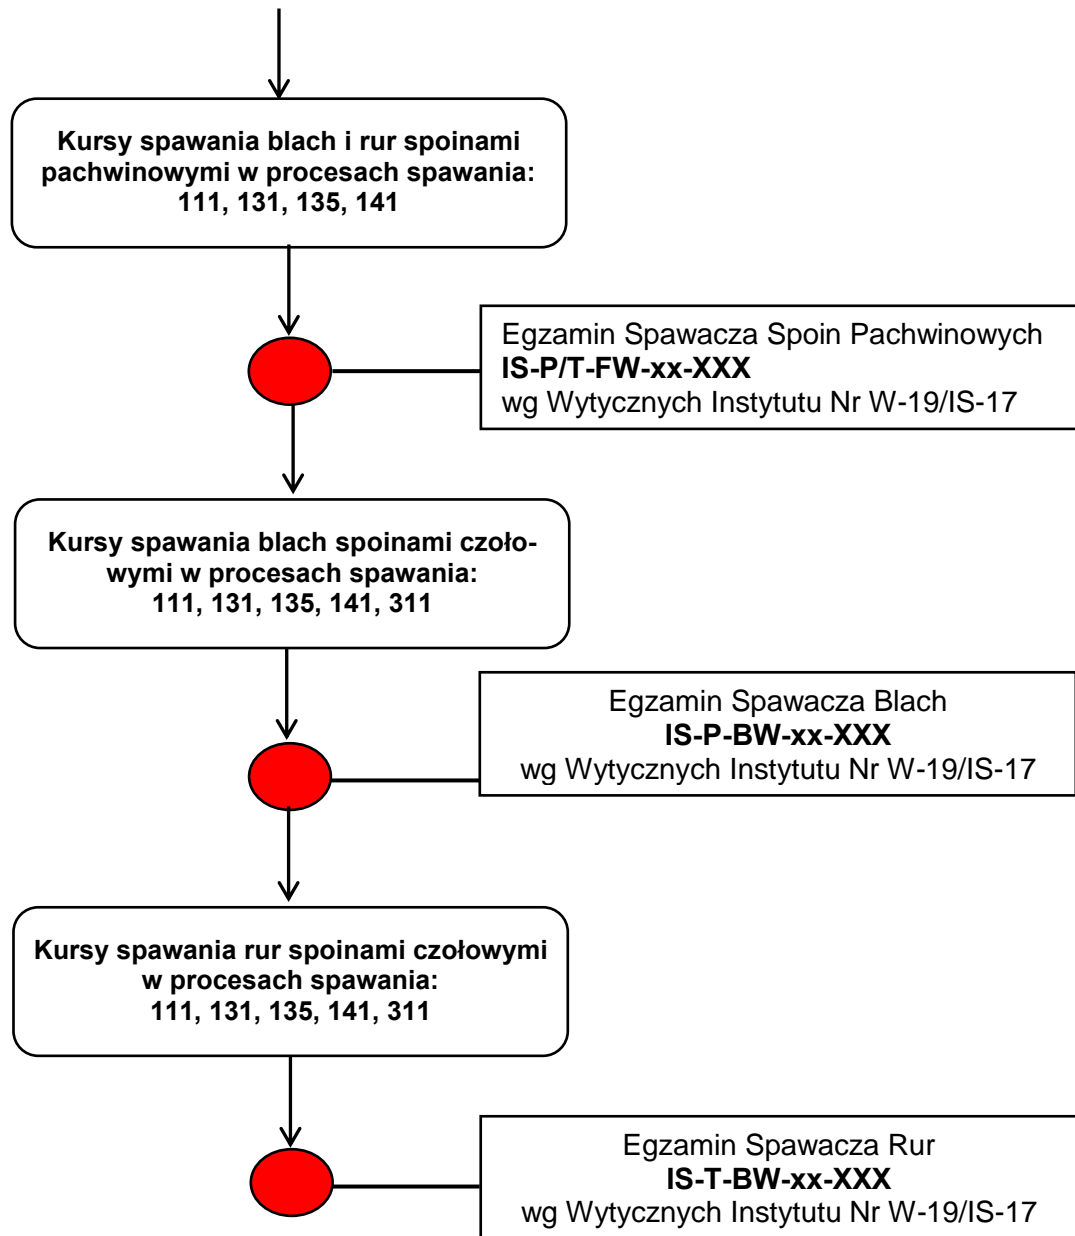 Kursy spawania blach i rur spoinami
pachwinowymi w procesach spawania:
111, 131, 135, 141
Egzamin Spawacza Spoin Pachwinowych
IS-P/T-FW-xx-XXX
wg Wytycznych Instytutu Nr W-19/IS-17
Kursy spawania blach spoinami czoło-
wymi w procesach spawania:
111, 131, 135, 141, 311
Egzamin Spawacza Blach
IS-P-BW-xx-XXX
wg Wytycznych Instytutu Nr W-19/IS-17
Kursy spawania rur spoinami czołowymi
w procesach spawania:
111, 131, 135, 141, 311
Egzamin Spawacza Rur
IS-T-BW-xx-XXX
wg Wytycznych Instytutu Nr W-19/IS-17